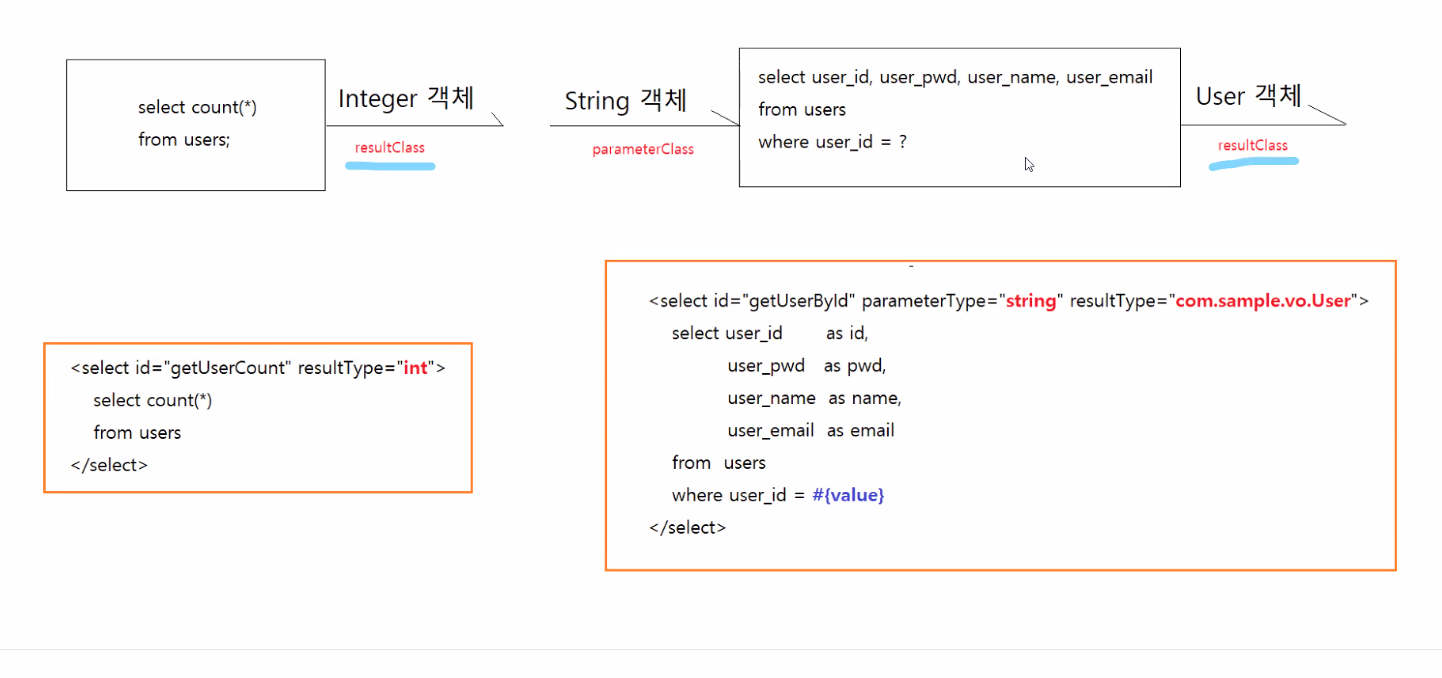 select count(*)
from users;
Integer 객체
resultClass
String 객체
parameterClass
select user_id, user_pwd, user_name, user_email
from users
where user_id = ?
User 객체
resultClass
<select id="getUserCount" resultType="int">
select count(*)
from users
</select>
<select id="getUserById" parameterType="string" resultType="com.sample.vo.User">
select user_id as id,
user_pwd as pwd,
user_name as name,
user_email as email
from users
where user_id = #{value}
</select>